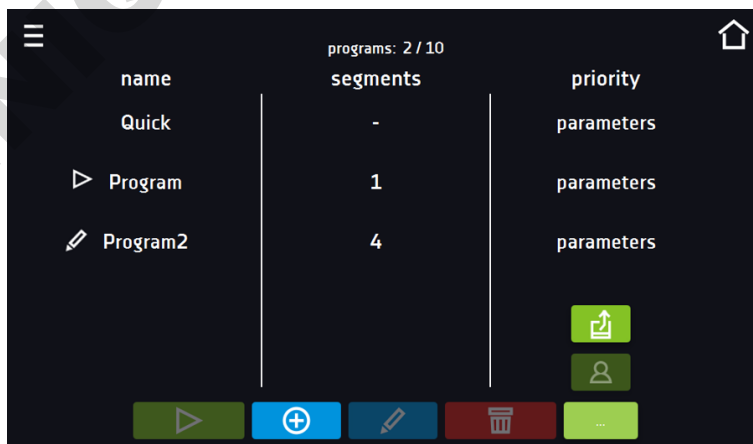 programs: 2 / 10
name segments priority
Quick - parameters
Program 1 parameters
Program2 4 parameters
...